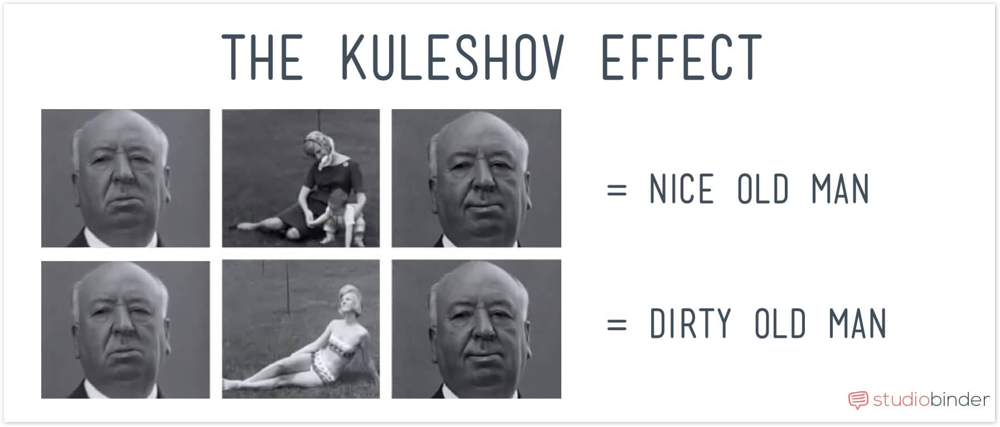 THE KULESHOV EFFECT
= NICE OLD MAN
= DIRTY OLD MAN
studiobinder